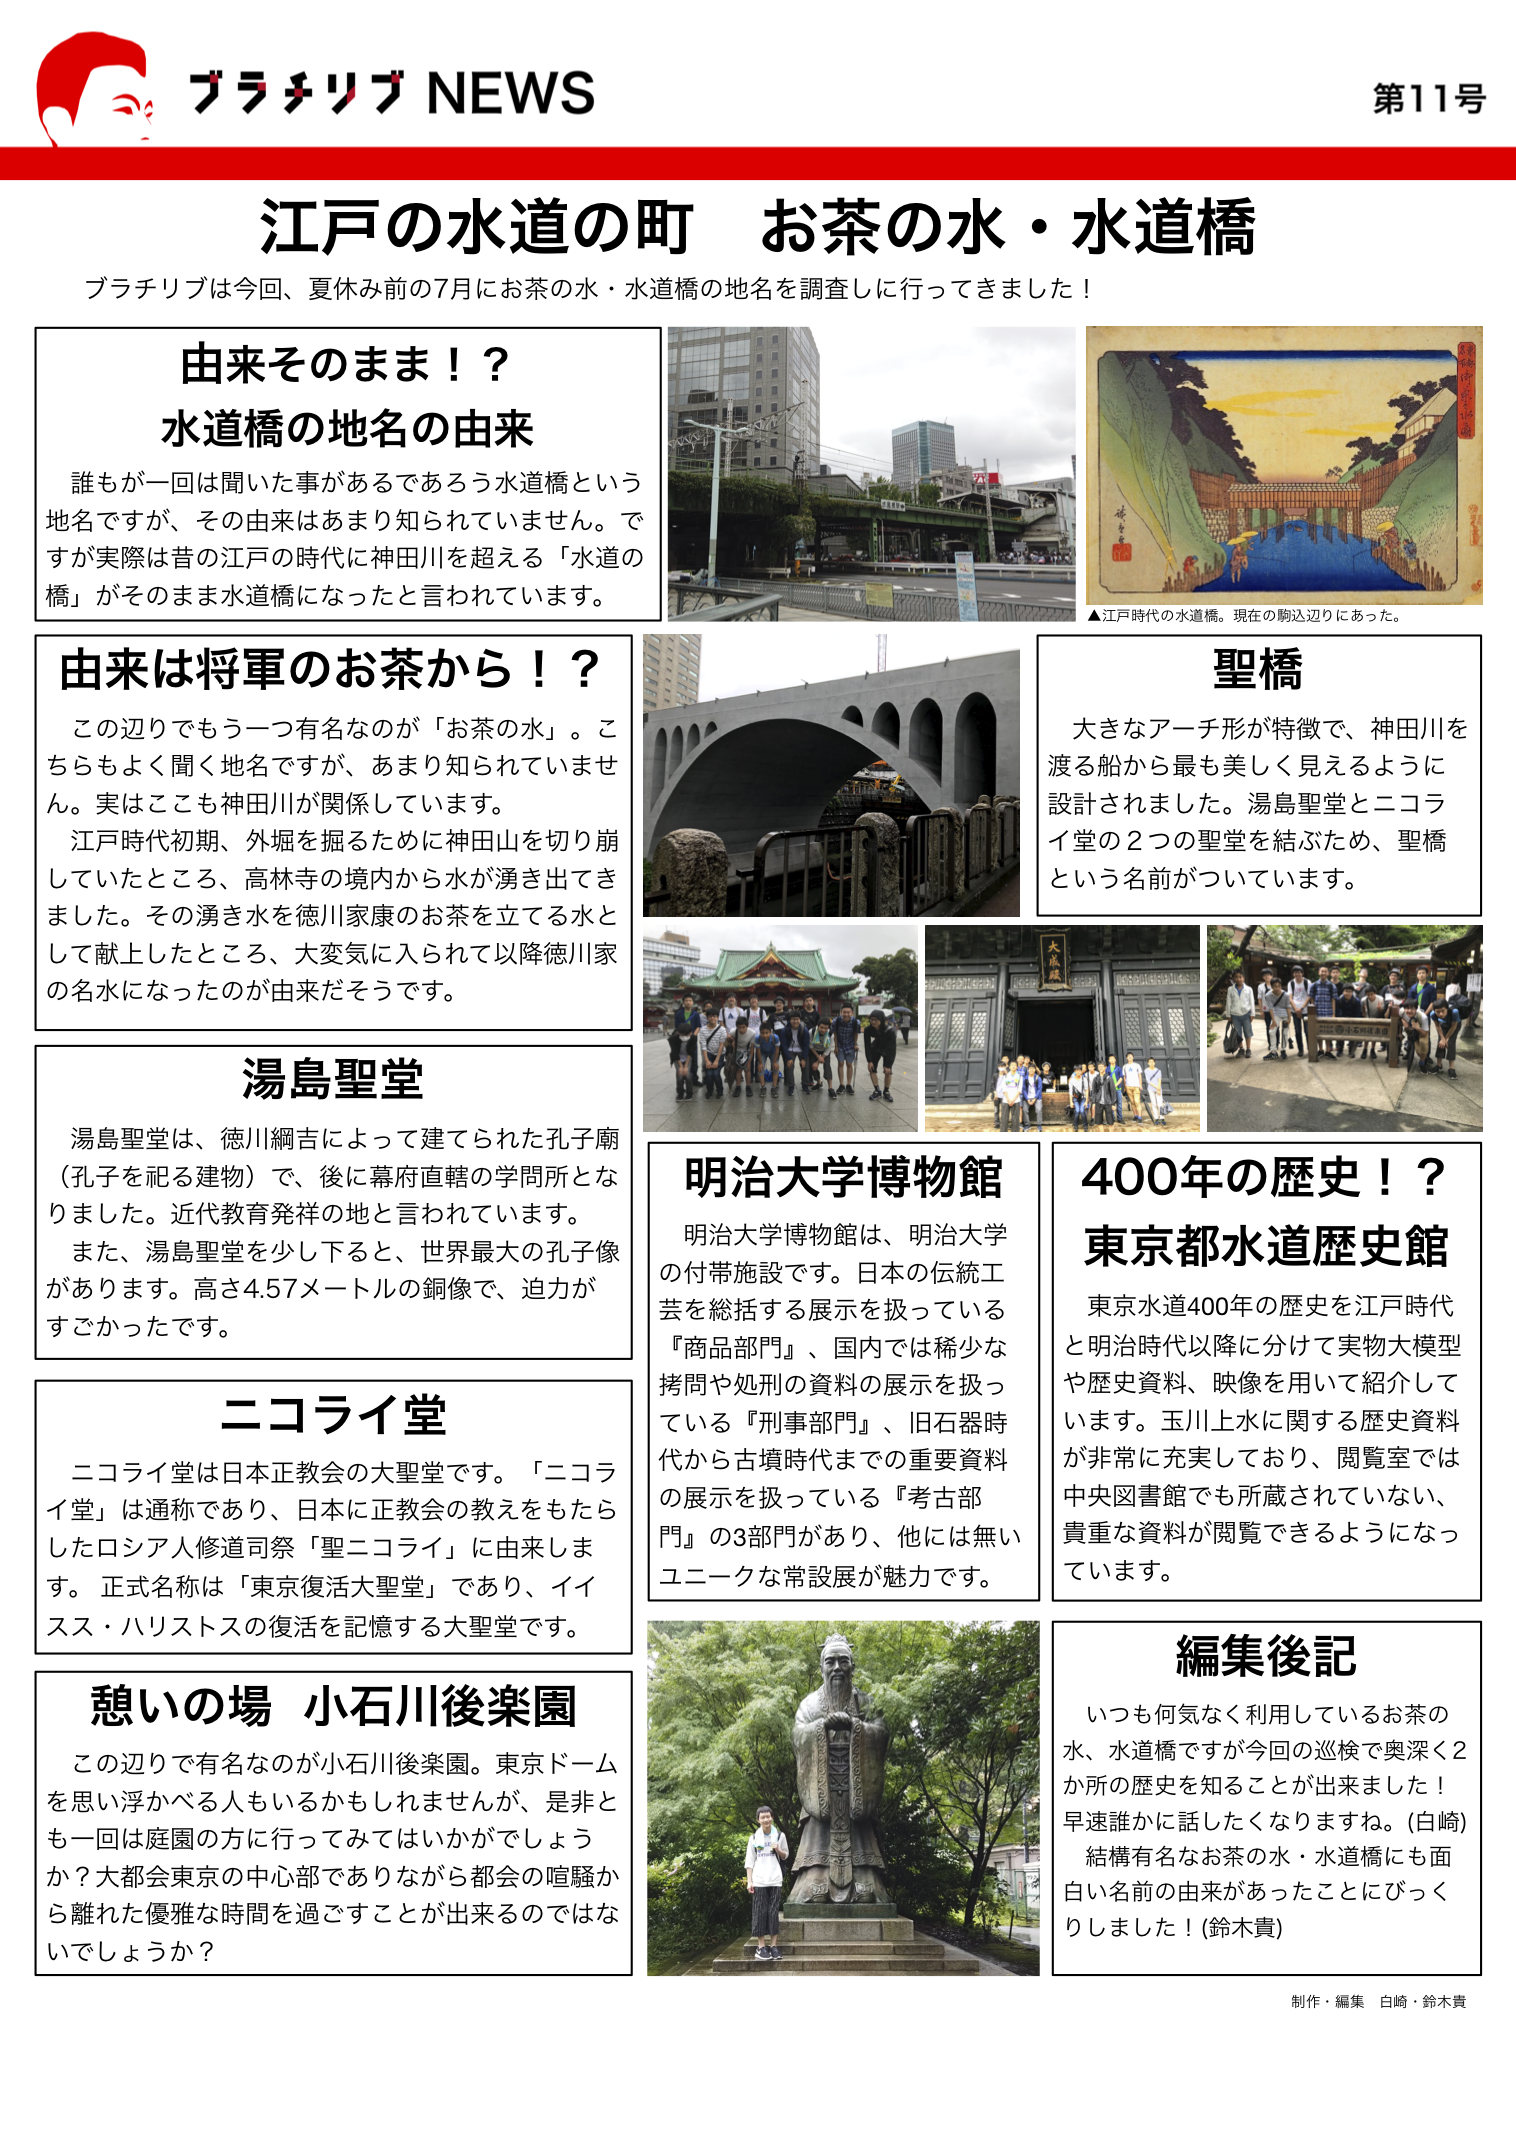 ブラチリブ NEWS
第11号
江戸の水道の町　お茶の水・水道橋
ブラチリブは今回、夏休み前の7月にお茶の水・水道橋の地名を調査しに行ってきました！
由来そのまま！？
水道橋の地名の由来
誰もが一回は聞いた事があるであろう水道橋という
地名ですが、その由来はあまり知られていません。で
すが実際は昔の江戸の時代に神田川を超える「水道の
橋」がそのまま水道橋になったと言われています。
▲江戸時代の水道橋。現在の駒込辺りにあった。
由来は将軍のお茶から！？
この辺りでもう一つ有名なのが「お茶の水」。こ
ちらもよく聞く地名ですが、あまり知られていませ
ん。実はここも神田川が関係しています。
江戸時代初期、外堀を掘るために神田山を切り崩
していたところ、高林寺の境内から水が湧き出てき
ました。その湧き水を徳川家康のお茶を立てる水と
して献上したところ、大変気に入られて以降徳川家
の名水になったのが由来だそうです。
聖橋
大きなアーチ形が特徴で、神田川を
渡る船から最も美しく見えるように
設計されました。湯島聖堂とニコラ
イ堂の２つの聖堂を結ぶため、聖橋
という名前がついています。
大成殿
湯島聖堂
湯島聖堂は、徳川綱吉によって建てられた孔子廟
（孔子を祀る建物）で、後に幕府直轄の学問所とな
りました。近代教育発祥の地と言われています。
また、湯島聖堂を少し下ると、世界最大の孔子像
があります。高さ4.57メートルの銅像で、迫力が
すごかったです。
ニコライ堂
ニコライ堂は日本正教会の大聖堂です。「ニコラ
イ堂」は通称であり、日本に正教会の教えをもたら
したロシア人修道司祭「聖ニコライ」に由来しま
す。 正式名称は「東京復活大聖堂」であり、イイ
スス・ハリストスの復活を記憶する大聖堂です。
憩いの場　小石川後楽園
この辺りで有名なのが小石川後楽園。東京ドーム
を思い浮かべる人もいるかもしれませんが、是非と
も一回は庭園の方に行ってみてはいかがでしょう
か？大都会東京の中心部でありながら都会の喧騒か
ら離れた優雅な時間を過ごすことが出来るのではな
いでしょうか？
明治大学博物館
明治大学博物館は、明治大学
の付帯施設です。日本の伝統工
芸を総括する展示を扱っている
『商品部門』、国内では稀少な
拷問や処刑の資料の展示を扱っ
ている『刑事部門』、旧石器時
代から古墳時代までの重要資料
の展示を扱っている『考古部
門』の3部門があり、他には無い
ユニークな常設展が魅力です。
400年の歴史！？
東京都水道歴史館
東京水道400年の歴史を江戸時代
と明治時代以降に分けて実物大模型
や歴史資料、映像を用いて紹介して
います。玉川上水に関する歴史資料
が非常に充実しており、閲覧室では
中央図書館でも所蔵されていない、
貴重な資料が閲覧できるようになっ
ています。
編集後記
いつも何気なく利用しているお茶の
水、水道橋ですが今回の巡検で奥深く2
か所の歴史を知ることが出来ました！
早速誰かに話したくなりますね。(白崎)
結構有名なお茶の水・水道橋にも面
白い名前の由来があったことにびっく
りしました！(鈴木貴)
制作・編集　白崎・鈴木貴